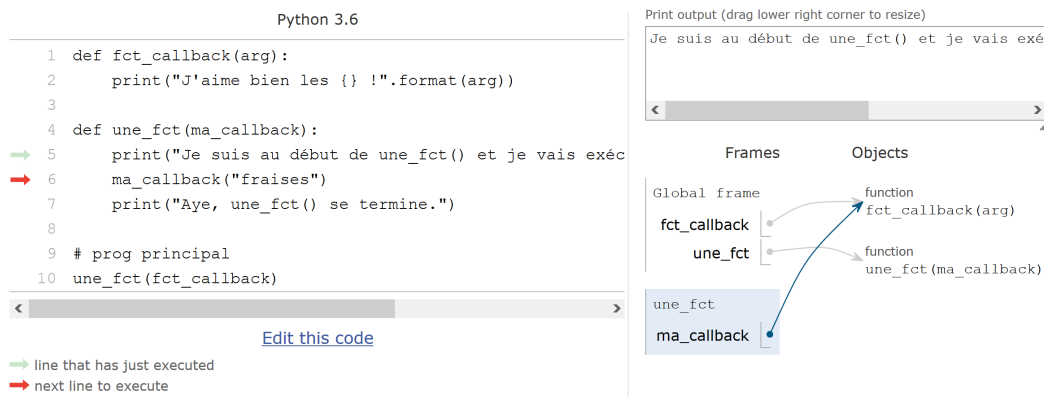 Python 3.6
1 def fct_callback(arg):
2 print("J'aime bien les {} !".format(arg))
3
4 def une_fct(ma_callback):
5 print("Je suis au début de une_fct() et je vais exéc
6 ma_callback("fraises")
7 print("Aye, une_fct() se termine.")
8
9 # prog principal
10 une_fct(fct_callback)
Edit this code
line that has just executed
next line to execute
Print output (drag lower right corner to resize)
Je suis au début de une_fct() et je vais exé
Frames Objects
Global frame
fct_callback
une_fct
function
fct_callback(arg)
function
une_fct(ma_callback)
une_fct
ma_callback